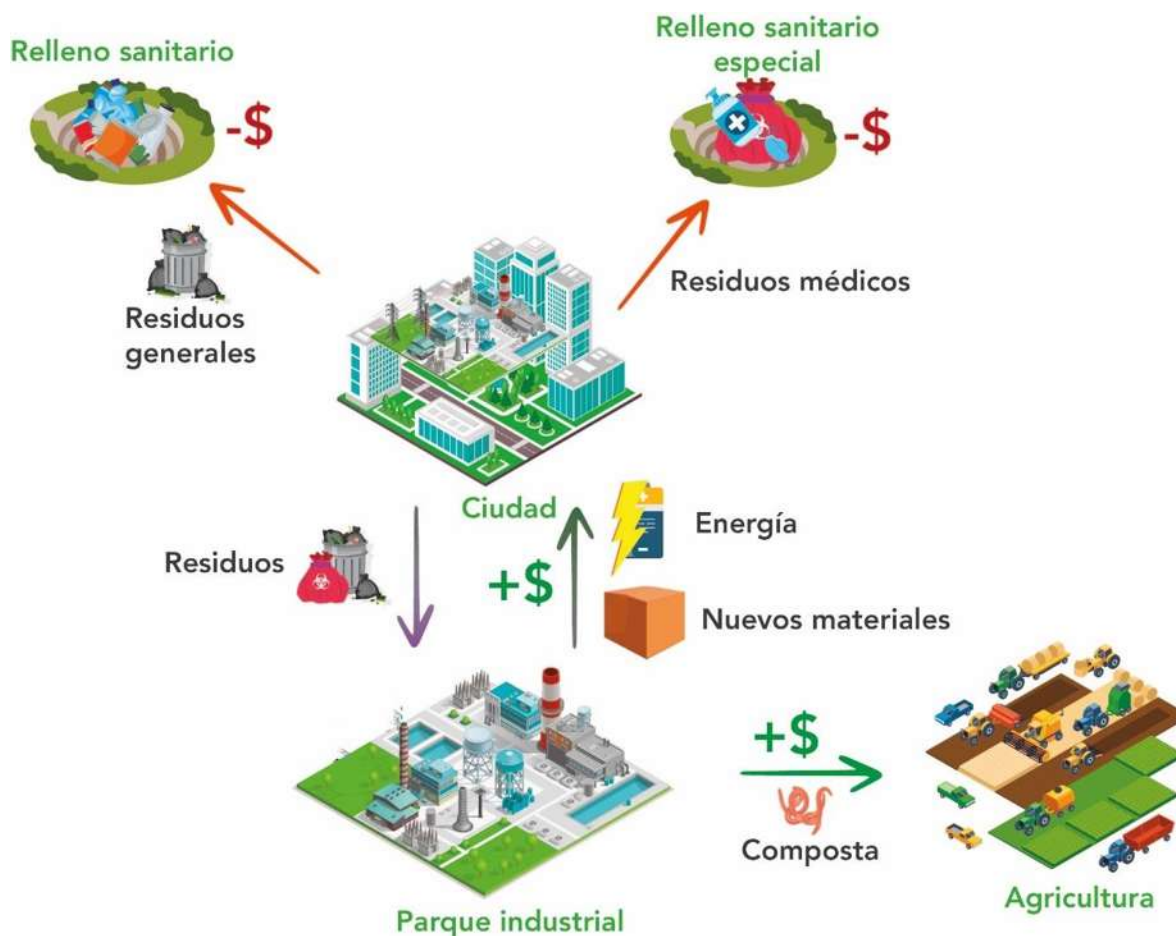 Relleno sanitario
Relleno sanitario
especial
-$
-$
Residuos
generales
Residuos médicos
Ciudad
Residuos
+$
Energía
Nuevos materiales
+$
Composta
Parque industrial
Agricultura